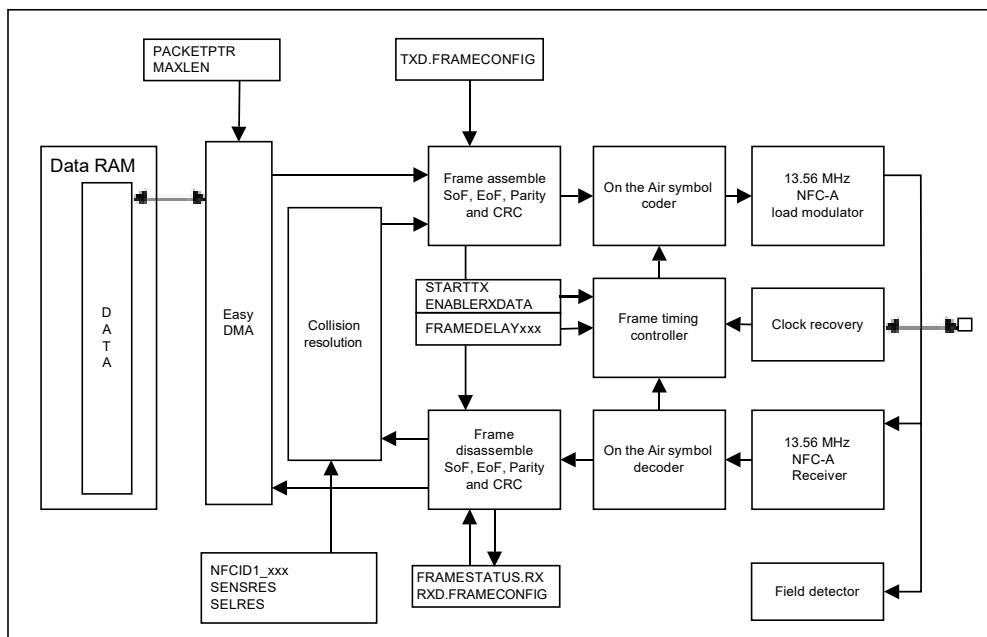 PACKETPTR
MAXLEN
TXD.FRAMECONFIG
Data RAM
D
A
T
A
Easy
DMA
Collision
resolution
Frame assemble
SoF, EoF, Parity
and CRC
On the Air symbol
coder
13.56 MHz
NFC-A
load modulator
STARTTX
ENABLERXDATA
FRAMEDELAYxxx
Frame timing
controller
Clock recovery
Frame
disassemble
SoF, EoF, Parity
and CRC
On the Air symbol
decoder
13.56 MHz
NFC-A
Receiver
NFCID1_xxx
SENSRES
SELRES
FRAMESTATUS.RX
RXD.FRAMECONFIG
Field detector